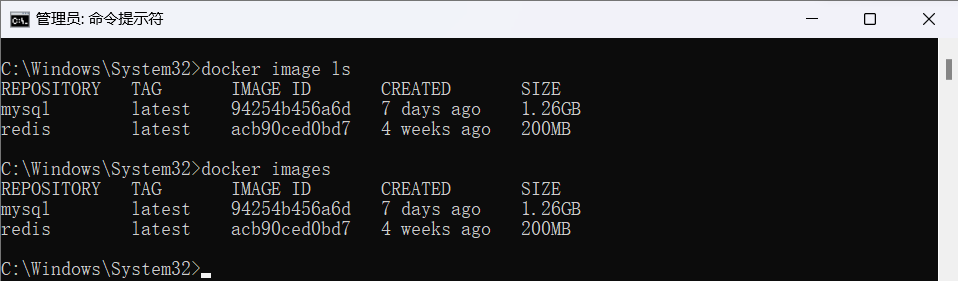 管理员: 命令提示符
C:\Windows\System32>docker image ls
REPOSITORY   TAG       IMAGE ID       CREATED       SIZE
mysql        latest    94254b456a6d   7 days ago    1.26GB
redis        latest    acb90ced0bd7   4 weeks ago   200MB
C:\Windows\System32>docker images
REPOSITORY   TAG       IMAGE ID       CREATED       SIZE
mysql        latest    94254b456a6d   7 days ago    1.26GB
redis        latest    acb90ced0bd7   4 weeks ago   200MB
C:\Windows\System32>